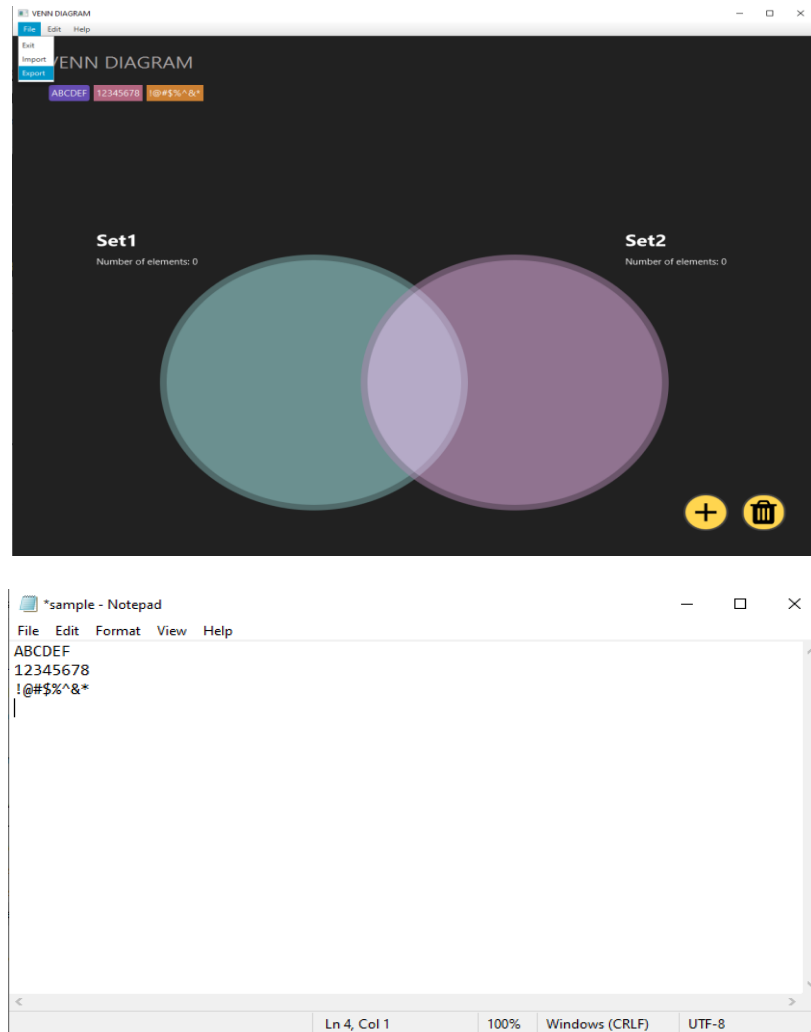 VENN DIAGRAM
File Edit Help
Exit
Import
Export
VENN DIAGRAM
ABCDEF 12345678 !@#$%^&*
Set1 Set2
Number of elements: 0 Number of elements: 0
*sample - Notepad
File Edit Format View Help
ABCDEF
12345678
!@#$%^&*
Ln 4, Col 1 100% Windows (CRLF) UTF-8